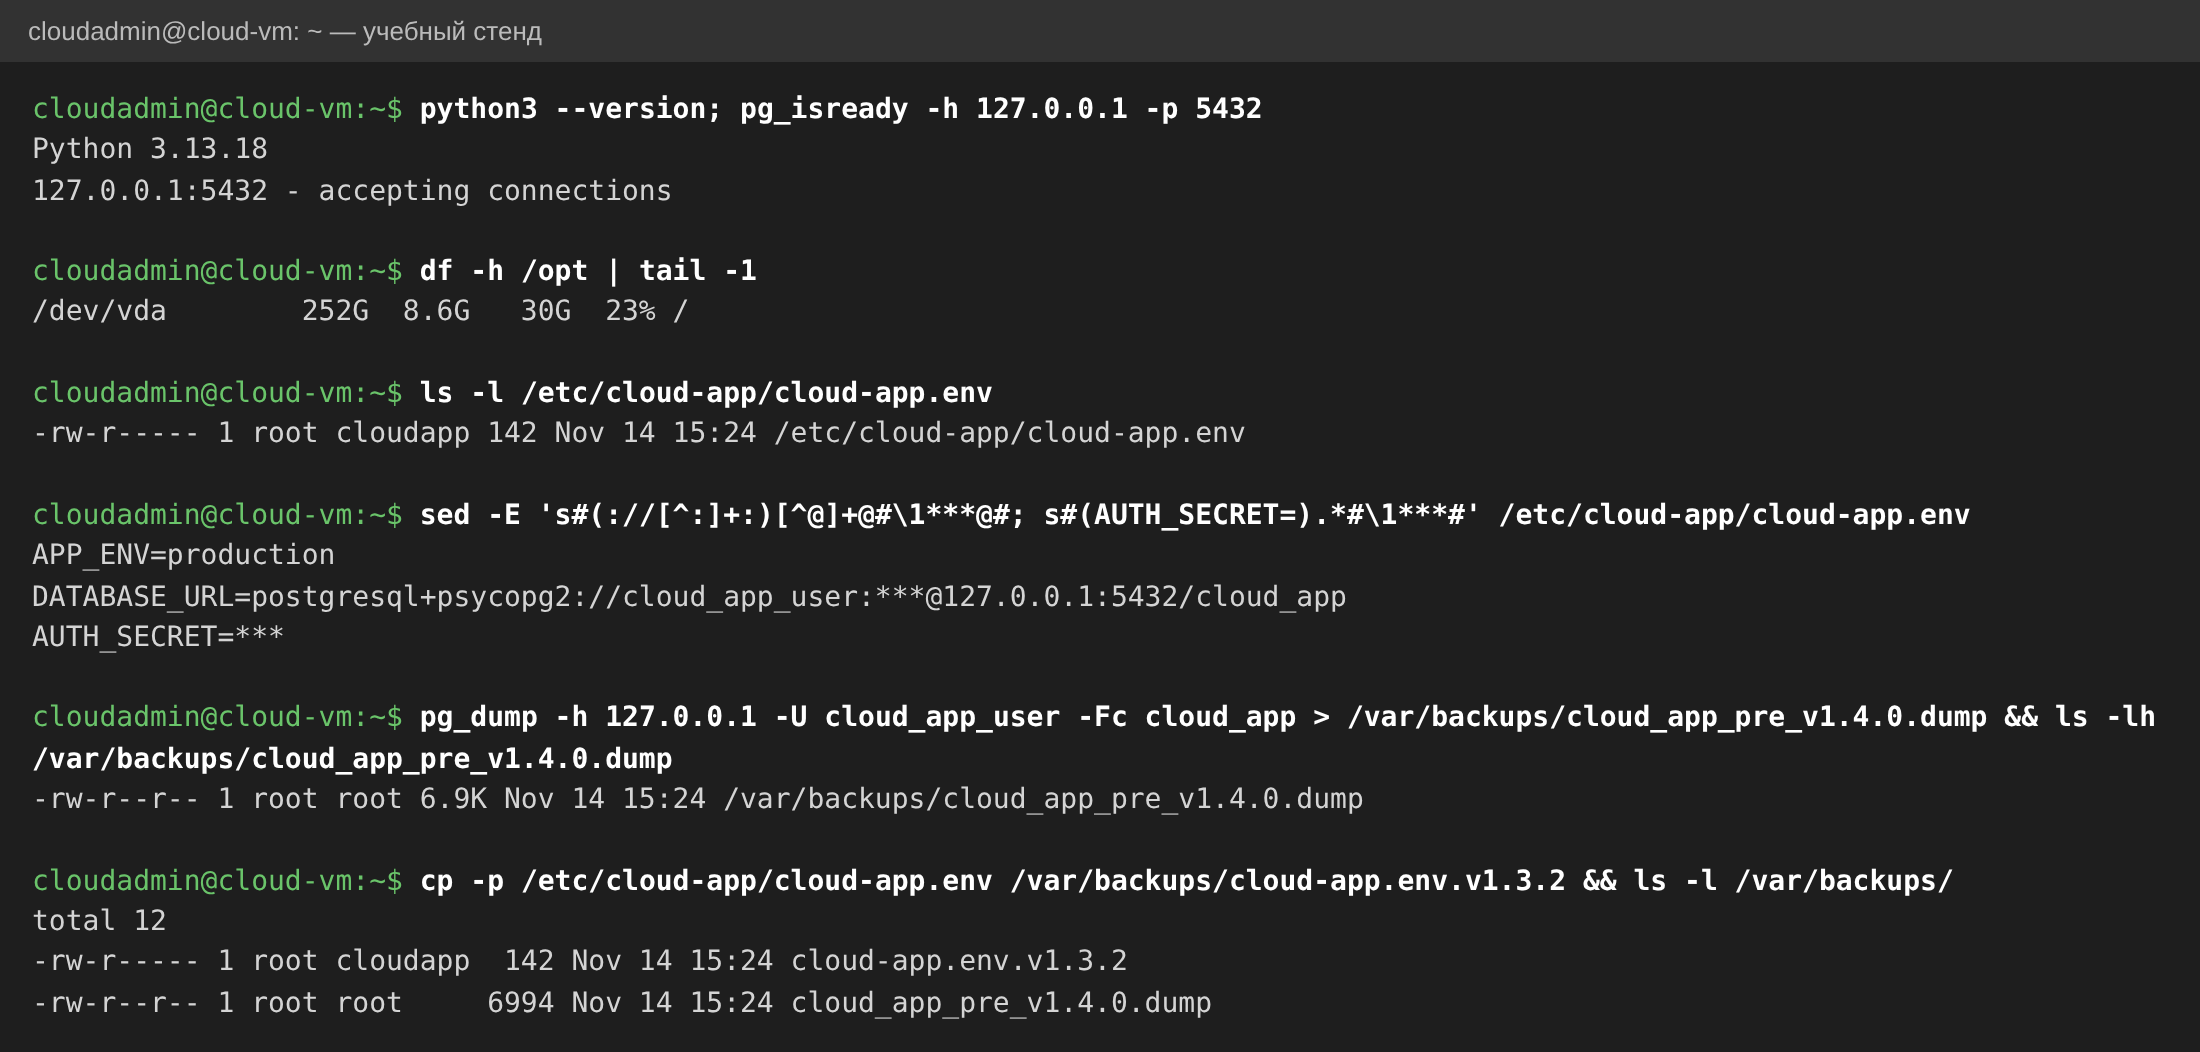 cloudadmin@cloud-vm: ~ — учебный стенд
cloudadmin@cloud-vm:~$ python3 --version; pg_isready -h 127.0.0.1 -p 5432
Python 3.13.18
127.0.0.1:5432 - accepting connections
cloudadmin@cloud-vm:~$ df -h /opt | tail -1
/dev/vda        252G  8.6G   30G  23% /
cloudadmin@cloud-vm:~$ ls -l /etc/cloud-app/cloud-app.env
-rw-r----- 1 root cloudapp 142 Nov 14 15:24 /etc/cloud-app/cloud-app.env
cloudadmin@cloud-vm:~$ sed -E 's#(://[^:]+:)[^@]+@#\1***@#; s#(AUTH_SECRET=).*#\1***#' /etc/cloud-app/cloud-app.env
APP_ENV=production
DATABASE_URL=postgresql+psycopg2://cloud_app_user:***@127.0.0.1:5432/cloud_app
AUTH_SECRET=***
cloudadmin@cloud-vm:~$ pg_dump -h 127.0.0.1 -U cloud_app_user -Fc cloud_app > /var/backups/cloud_app_pre_v1.4.0.dump && ls -lh
/var/backups/cloud_app_pre_v1.4.0.dump
-rw-r--r-- 1 root root 6.9K Nov 14 15:24 /var/backups/cloud_app_pre_v1.4.0.dump
cloudadmin@cloud-vm:~$ cp -p /etc/cloud-app/cloud-app.env /var/backups/cloud-app.env.v1.3.2 && ls -l /var/backups/
total 12
-rw-r----- 1 root cloudapp  142 Nov 14 15:24 cloud-app.env.v1.3.2
-rw-r--r-- 1 root root     6994 Nov 14 15:24 cloud_app_pre_v1.4.0.dump